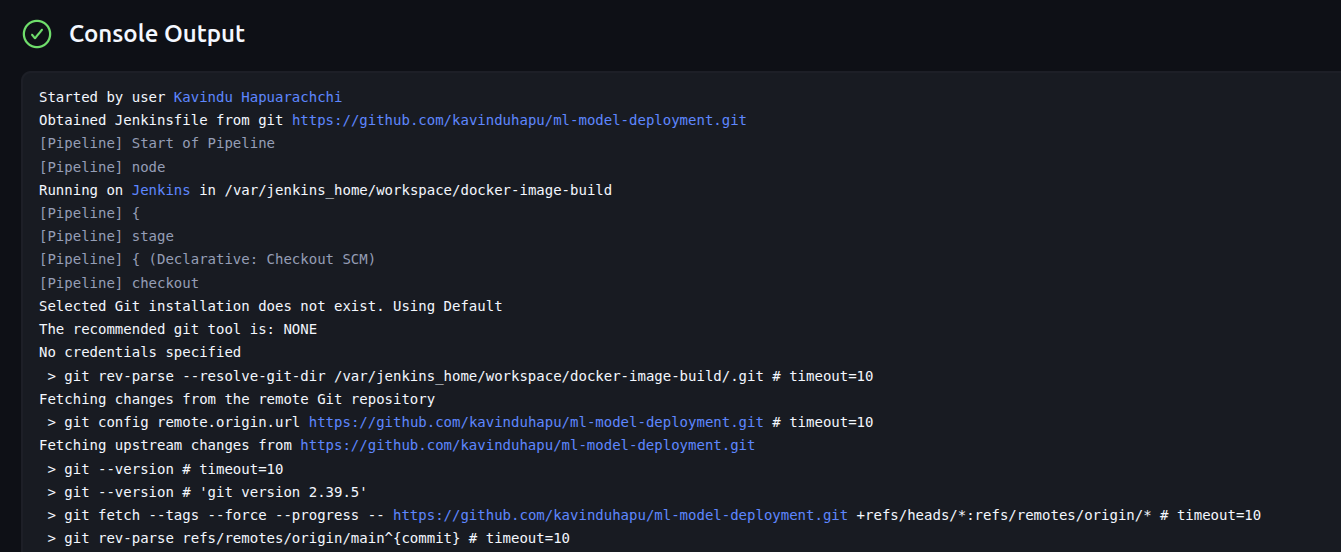 Console Output
Started by user Kavindu Hapuarachchi
Obtained Jenkinsfile from git https://github.com/kavinduhapu/ml-model-deployment.git
[Pipeline] Start of Pipeline
[Pipeline] node
Running on Jenkins in /var/jenkins_home/workspace/docker-image-build
[Pipeline] {
[Pipeline] stage
[Pipeline] { (Declarative: Checkout SCM)
[Pipeline] checkout
Selected Git installation does not exist. Using Default
The recommended git tool is: NONE
No credentials specified
 > git rev-parse --resolve-git-dir /var/jenkins_home/workspace/docker-image-build/.git # timeout=10
Fetching changes from the remote Git repository
 > git config remote.origin.url https://github.com/kavinduhapu/ml-model-deployment.git # timeout=10
Fetching upstream changes from https://github.com/kavinduhapu/ml-model-deployment.git
 > git --version # timeout=10
 > git --version # 'git version 2.39.5'
 > git fetch --tags --force --progress -- https://github.com/kavinduhapu/ml-model-deployment.git +refs/heads/*:refs/remotes/origin/* # timeout=10
 > git rev-parse refs/remotes/origin/main^{commit} # timeout=10